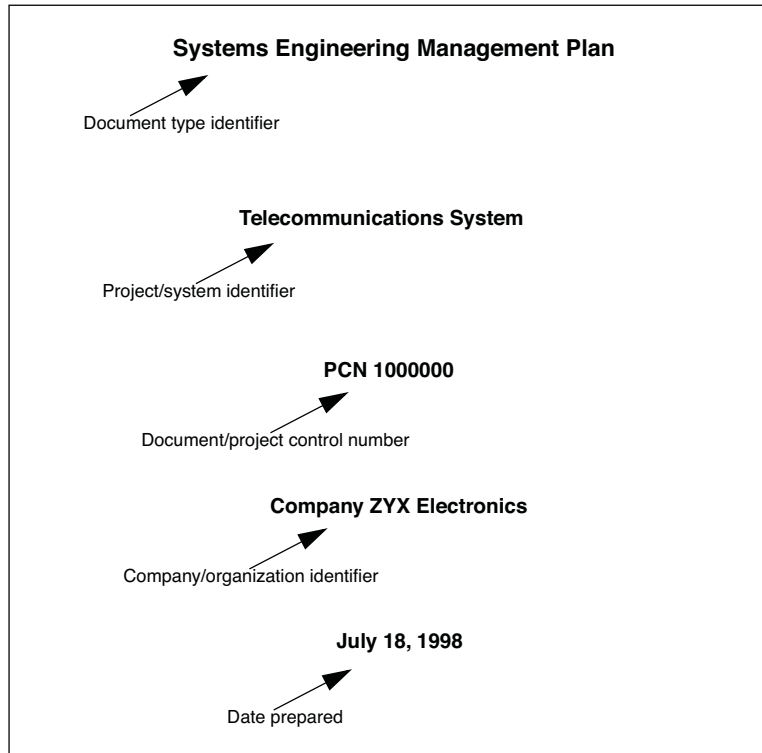 Systems Engineering Management Plan
Document type identifier
Telecommunications System
Project/system identifier
PCN 1000000
Document/project control number
Company ZYX Electronics
Company/organization identifier
July 18, 1998
Date prepared